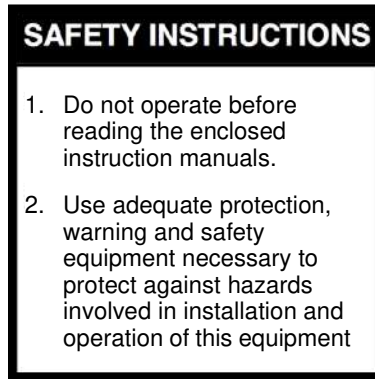 SAFETY INSTRUCTIONS
1. Do not operate before
reading the enclosed
instruction manuals.
2. Use adequate protection,
warning and safety
equipment necessary to
protect against hazards
involved in installation and
operation of this equipment